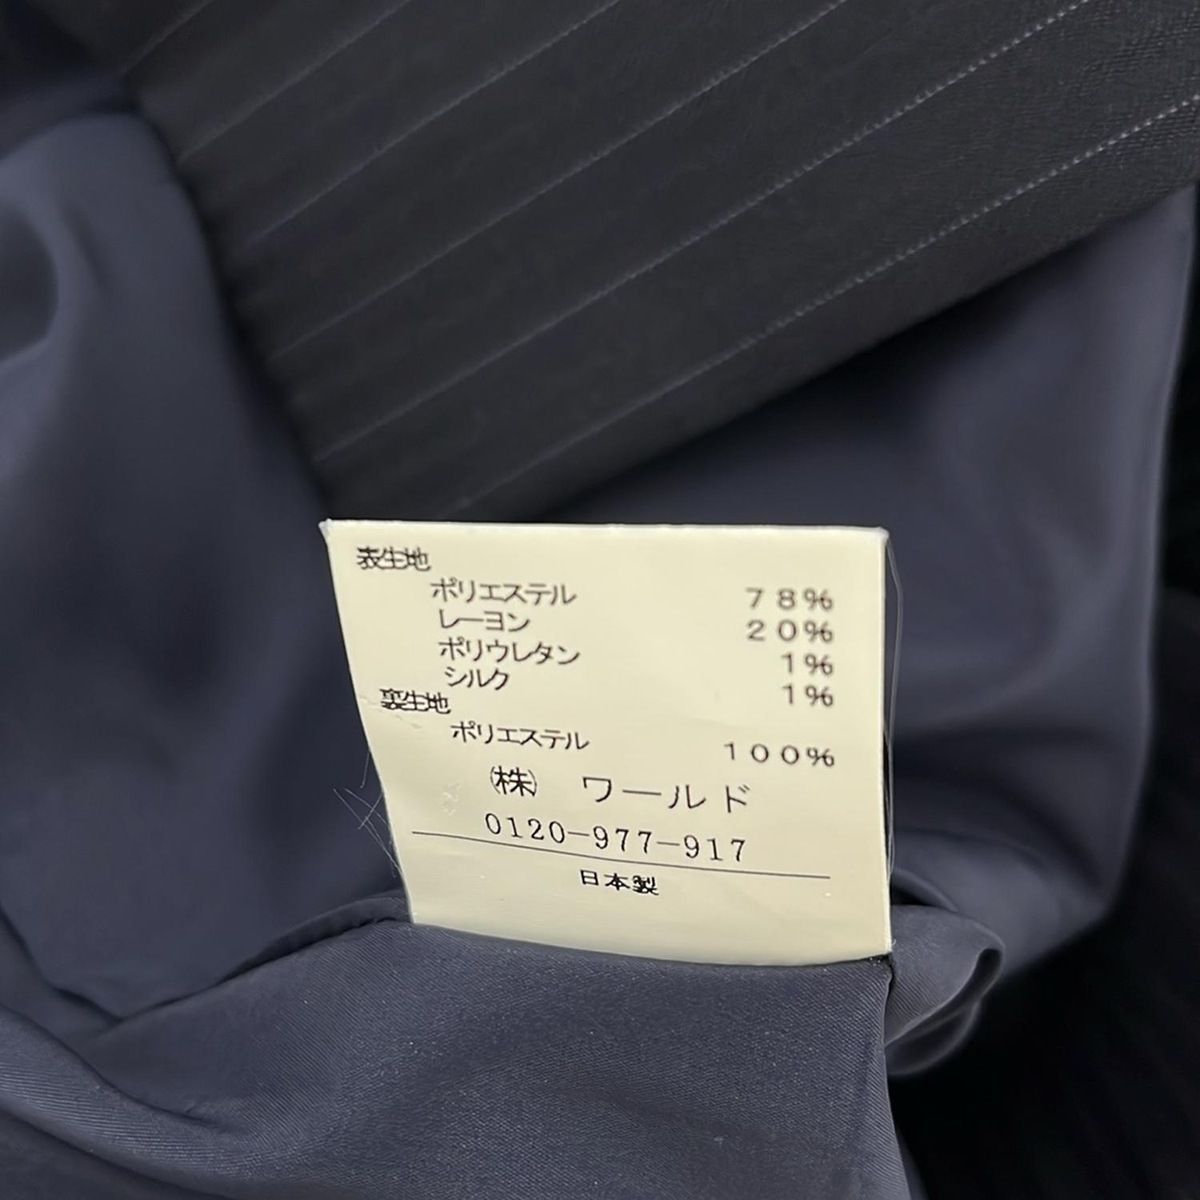 表生地
ポリエステル 78%
レーヨン 20%
ポリウレタン 1%
シルク 1%
裏生地
ポリエステル 100%
(株) ワールド
0120-977-917
日本製